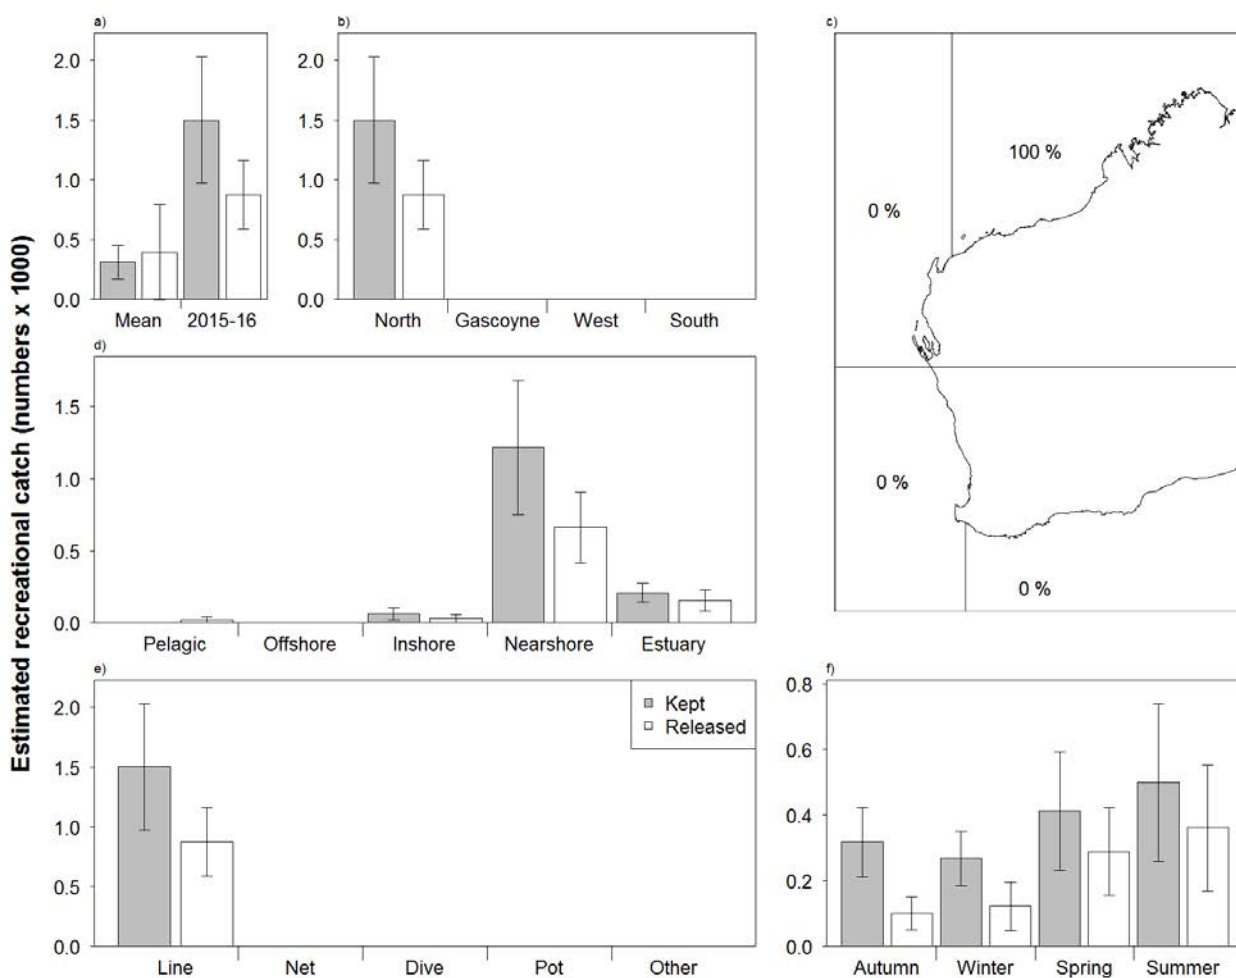 Estimated recreational catch (numbers x 1000)
a)
2.0
1.5
1.0
0.5
0.0
Mean 2015-16
b)
2.0
1.5
1.0
0.5
0.0
North Gascoyne West South
c)
100 %
0 %
0 %
0 %
d)
1.5
1.0
0.5
0.0
Pelagic Offshore Inshore Nearshore Estuary
e)
2.0
1.5
1.0
0.5
0.0
Kept
Released
Line Net Dive Pot Other
f)
0.8
0.6
0.4
0.2
0.0
Autumn Winter Spring Summer